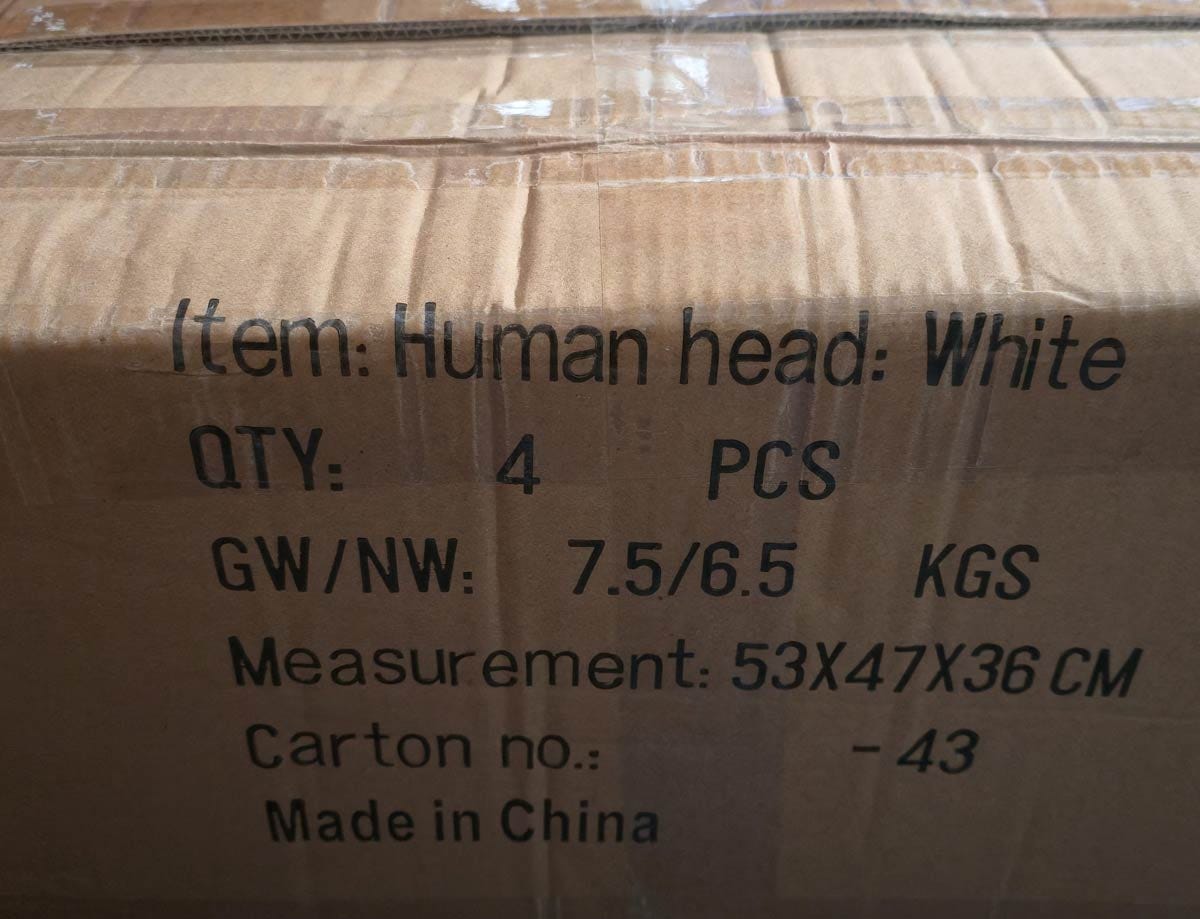 Item: Human head: White
QTY: 4 PCS
GW/NW: 7.5/6.5 KGS
Measurement: 53X47X36 CM
Carton no.: - 43
Made in China